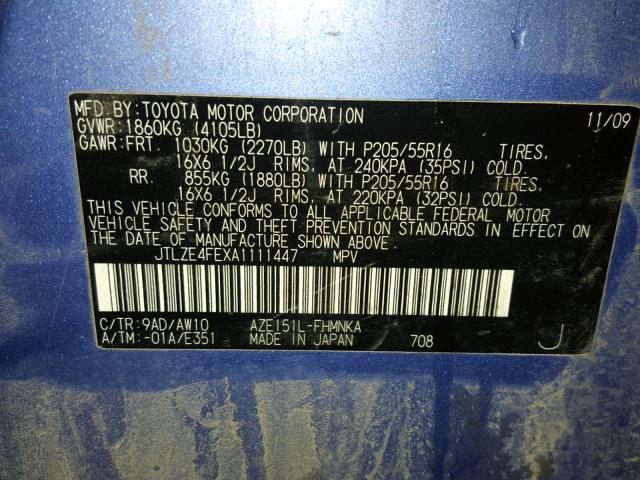 MFD.BY:TOYOTA MOTOR CORPORATION 11/09
GVWR:1860KG (4105LB)
GAWR:FRT. 1030KG (2270LB) WITH P205/55R16 TIRES,
16X6 1/2J RIMS, AT 240KPA (35PSI) COLD.
RR. 855KG (1880LB) WITH P205/55R16 TIRES,
16X6 1/2J RIMS, AT 220KPA (32PSI) COLD.
THIS VEHICLE CONFORMS TO ALL APPLICABLE FEDERAL MOTOR
VEHICLE SAFETY AND THEFT PREVENTION STANDARDS IN EFFECT ON
THE DATE OF MANUFACTURE SHOWN ABOVE.
JTLZE4FEXA1111447 MPV
C/TR:9AD/AW10 AZE151L-FHMNKA
A/TM:-01A/E351 MADE IN JAPAN 708 J